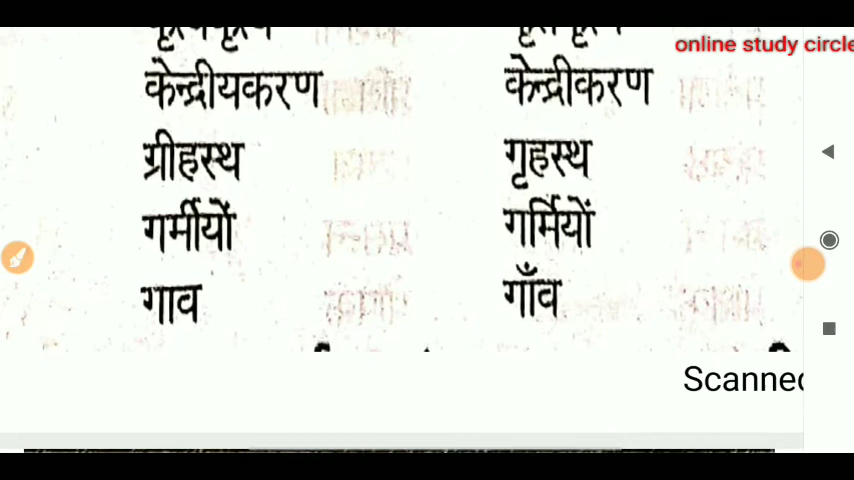 online study circle
केन्द्रीयकरण केन्द्रीकरण
ग्रीहस्थ गृहस्थ
गर्मीयों गर्मियों
गाव गाँव
Scanned